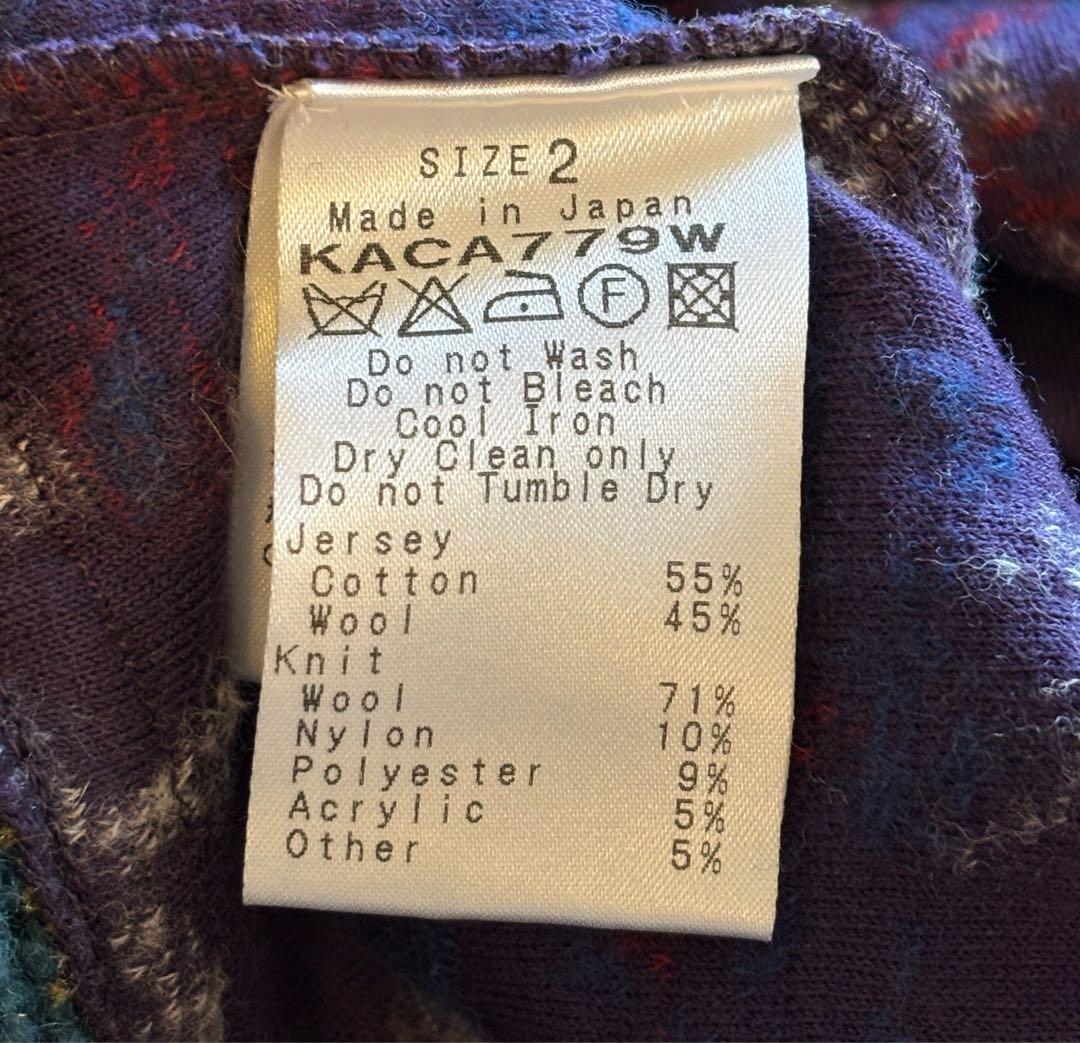 SIZE 2
Made in Japan
KACA779W
F
Do not Wash
Do not Bleach
Cool Iron
Dry Clean only
Do not Tumble Dry
Jersey
Cotton 55%
Wool 45%
Knit
Wool 71%
Nylon 10%
Polyester 9%
Acrylic 5%
Other 5%